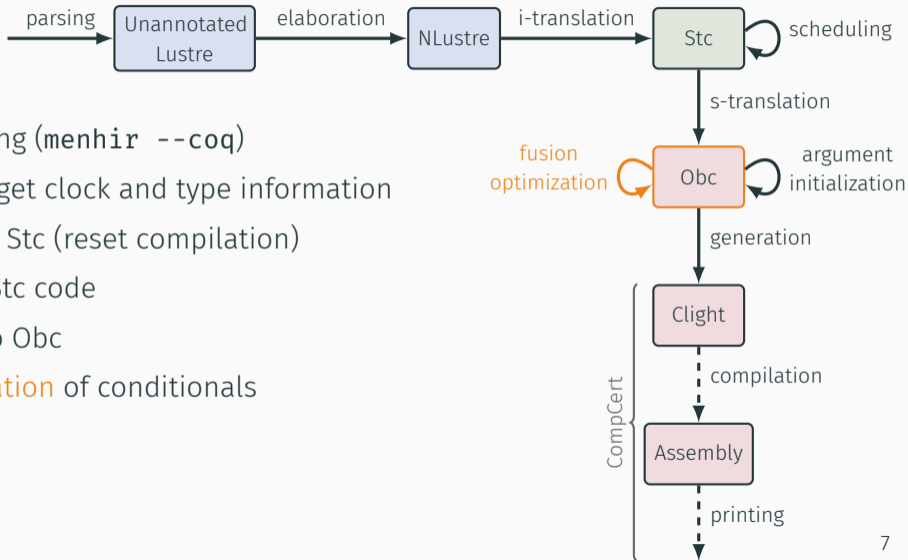 parsing
Unannotated
Lustre
elaboration
NLustre
i-translation
Stc
scheduling
s-translation
ng (menhir --coq)
get clock and type information
Stc (reset compilation)
Stc code
o Obc
ation of conditionals
fusion
optimization
Obc
argument
initialization
generation
Clight
compilation
CompCert
Assembly
printing
7